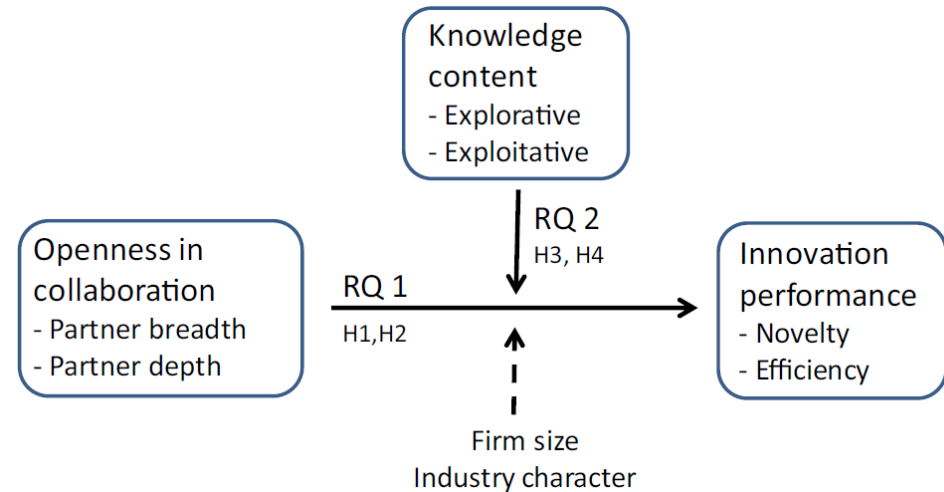 Knowledge
content
- Explorative
- Exploitative
RQ 2
H3, H4
Openness in
collaboration
- Partner breadth
- Partner depth
RQ 1
H1,H2
Innovation
performance
- Novelty
- Efficiency
Firm size
Industry character